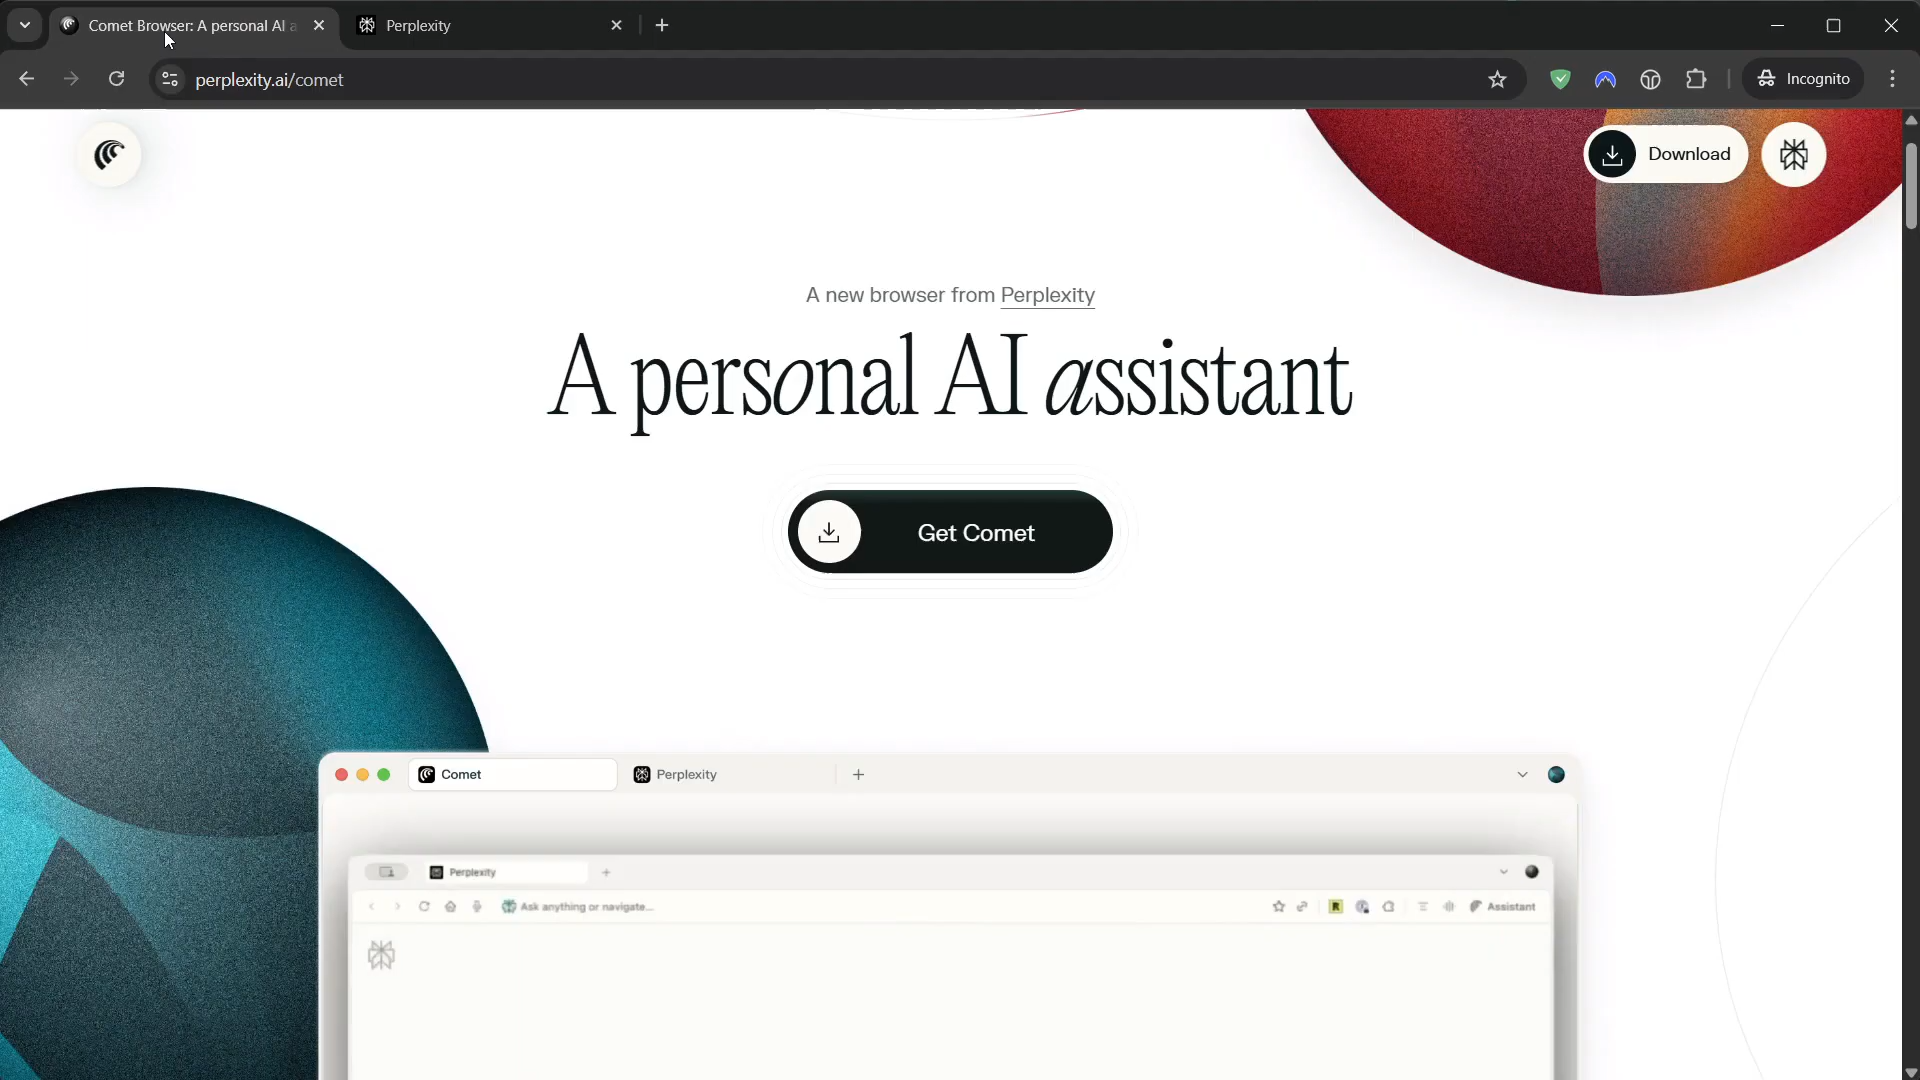 Comet Browser: A personal AI a
Perplexity
perplexity.ai/comet
Incognito
Download
A new browser from Perplexity
A personal AI assistant
Get Comet
Comet
Perplexity
Perplexity
Ask anything or navigate...
Assistant